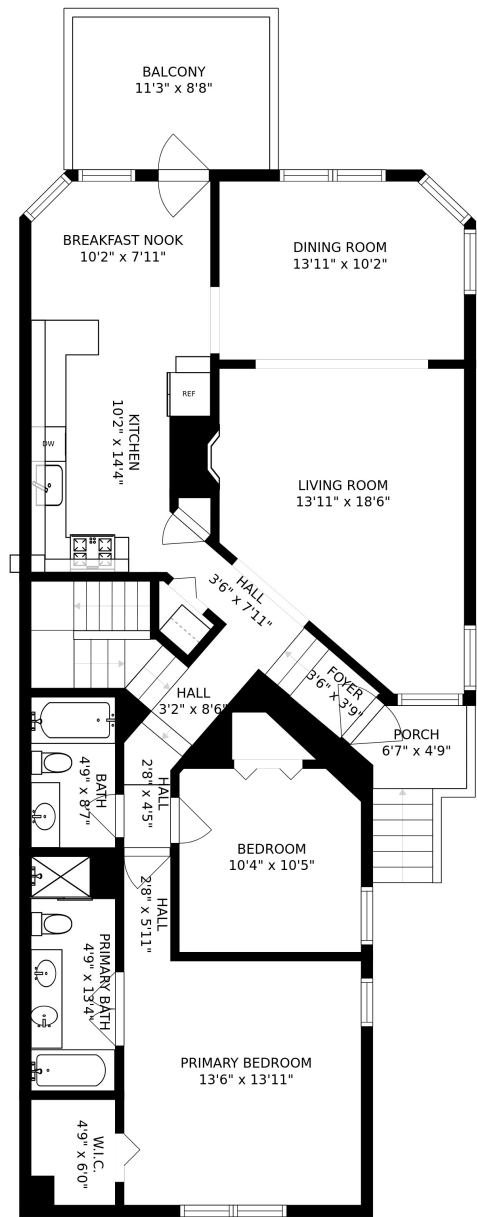 BALCONY
11'3" x 8'8"
BREAKFAST NOOK
10'2" x 7'11"
DINING ROOM
13'11" x 10'2"
REF
KITCHEN
10'2" x 14'4"
DW
LIVING ROOM
13'11" x 18'6"
HALL
3'6" x 7'11"
FOYER
3'6" x 3'9"
HALL
3'2" x 8'6"
PORCH
6'7" x 4'9"
HALL
2'8" x 4'5"
BATH
4'9" x 8'7"
BEDROOM
10'4" x 10'5"
HALL
2'8" x 5'11"
PRIMARY BATH
4'9" x 13'4"
PRIMARY BEDROOM
13'6" x 13'11"
W.I.C.
4'9" x 6'0"